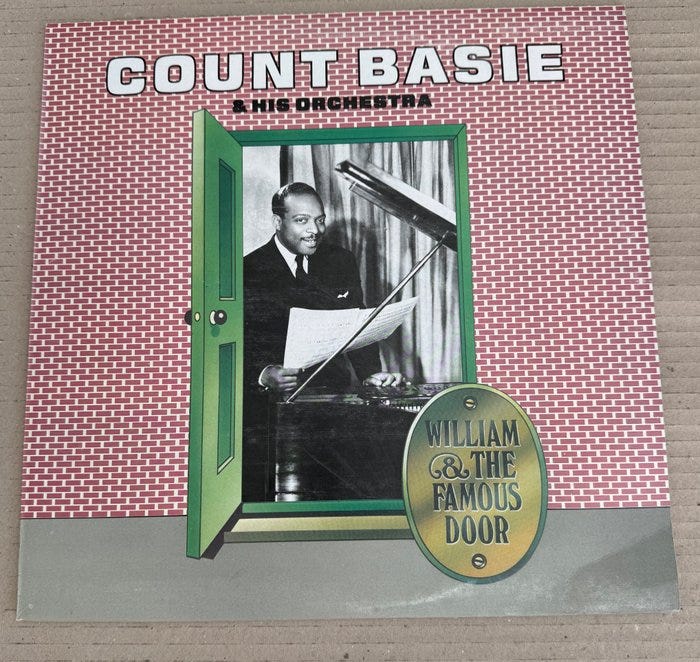 COUNT BASIE
& HIS ORCHESTRA
WILLIAM
& THE
FAMOUS
DOOR